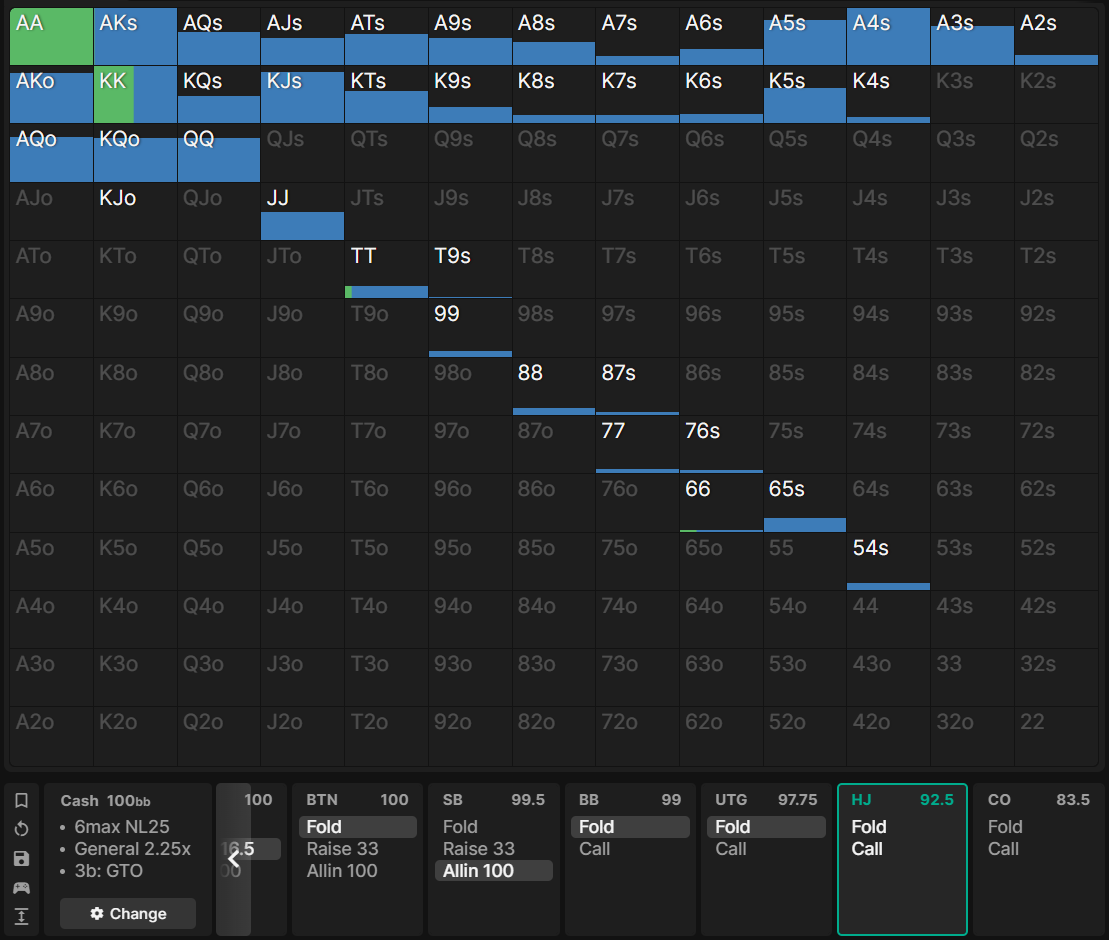 AA AKs AQs AJs ATs A9s A8s A7s A6s A5s A4s A3s A2s
AKo KK KQs KJs KTs K9s K8s K7s K6s K5s K4s K3s K2s
AQo KQo QQ QJs QTs Q9s Q8s Q7s Q6s Q5s Q4s Q3s Q2s
AJo KJo QJo JJ JTs J9s J8s J7s J6s J5s J4s J3s J2s
ATo KTo QTo JTo TT T9s T8s T7s T6s T5s T4s T3s T2s
A9o K9o Q9o J9o T9o 99 98s 97s 96s 95s 94s 93s 92s
A8o K8o Q8o J8o T8o 98o 88 87s 86s 85s 84s 83s 82s
A7o K7o Q7o J7o T7o 97o 87o 77 76s 75s 74s 73s 72s
A6o K6o Q6o J6o T6o 96o 86o 76o 66 65s 64s 63s 62s
A5o K5o Q5o J5o T5o 95o 85o 75o 65o 55 54s 53s 52s
A4o K4o Q4o J4o T4o 94o 84o 74o 64o 54o 44 43s 42s
A3o K3o Q3o J3o T3o 93o 83o 73o 63o 53o 43o 33 32s
A2o K2o Q2o J2o T2o 92o 82o 72o 62o 52o 42o 32o 22
Cash 100bb
• 6max NL25
• General 2.25x
• 3b: GTO
Change
100
16.5
BTN 100
Fold
Raise 33
Allin 100
SB 99.5
Fold
Raise 33
Allin 100
BB 99
Fold
Call
UTG 97.75
Fold
Call
HJ 92.5
Fold
Call
CO 83.5
Fold
Call